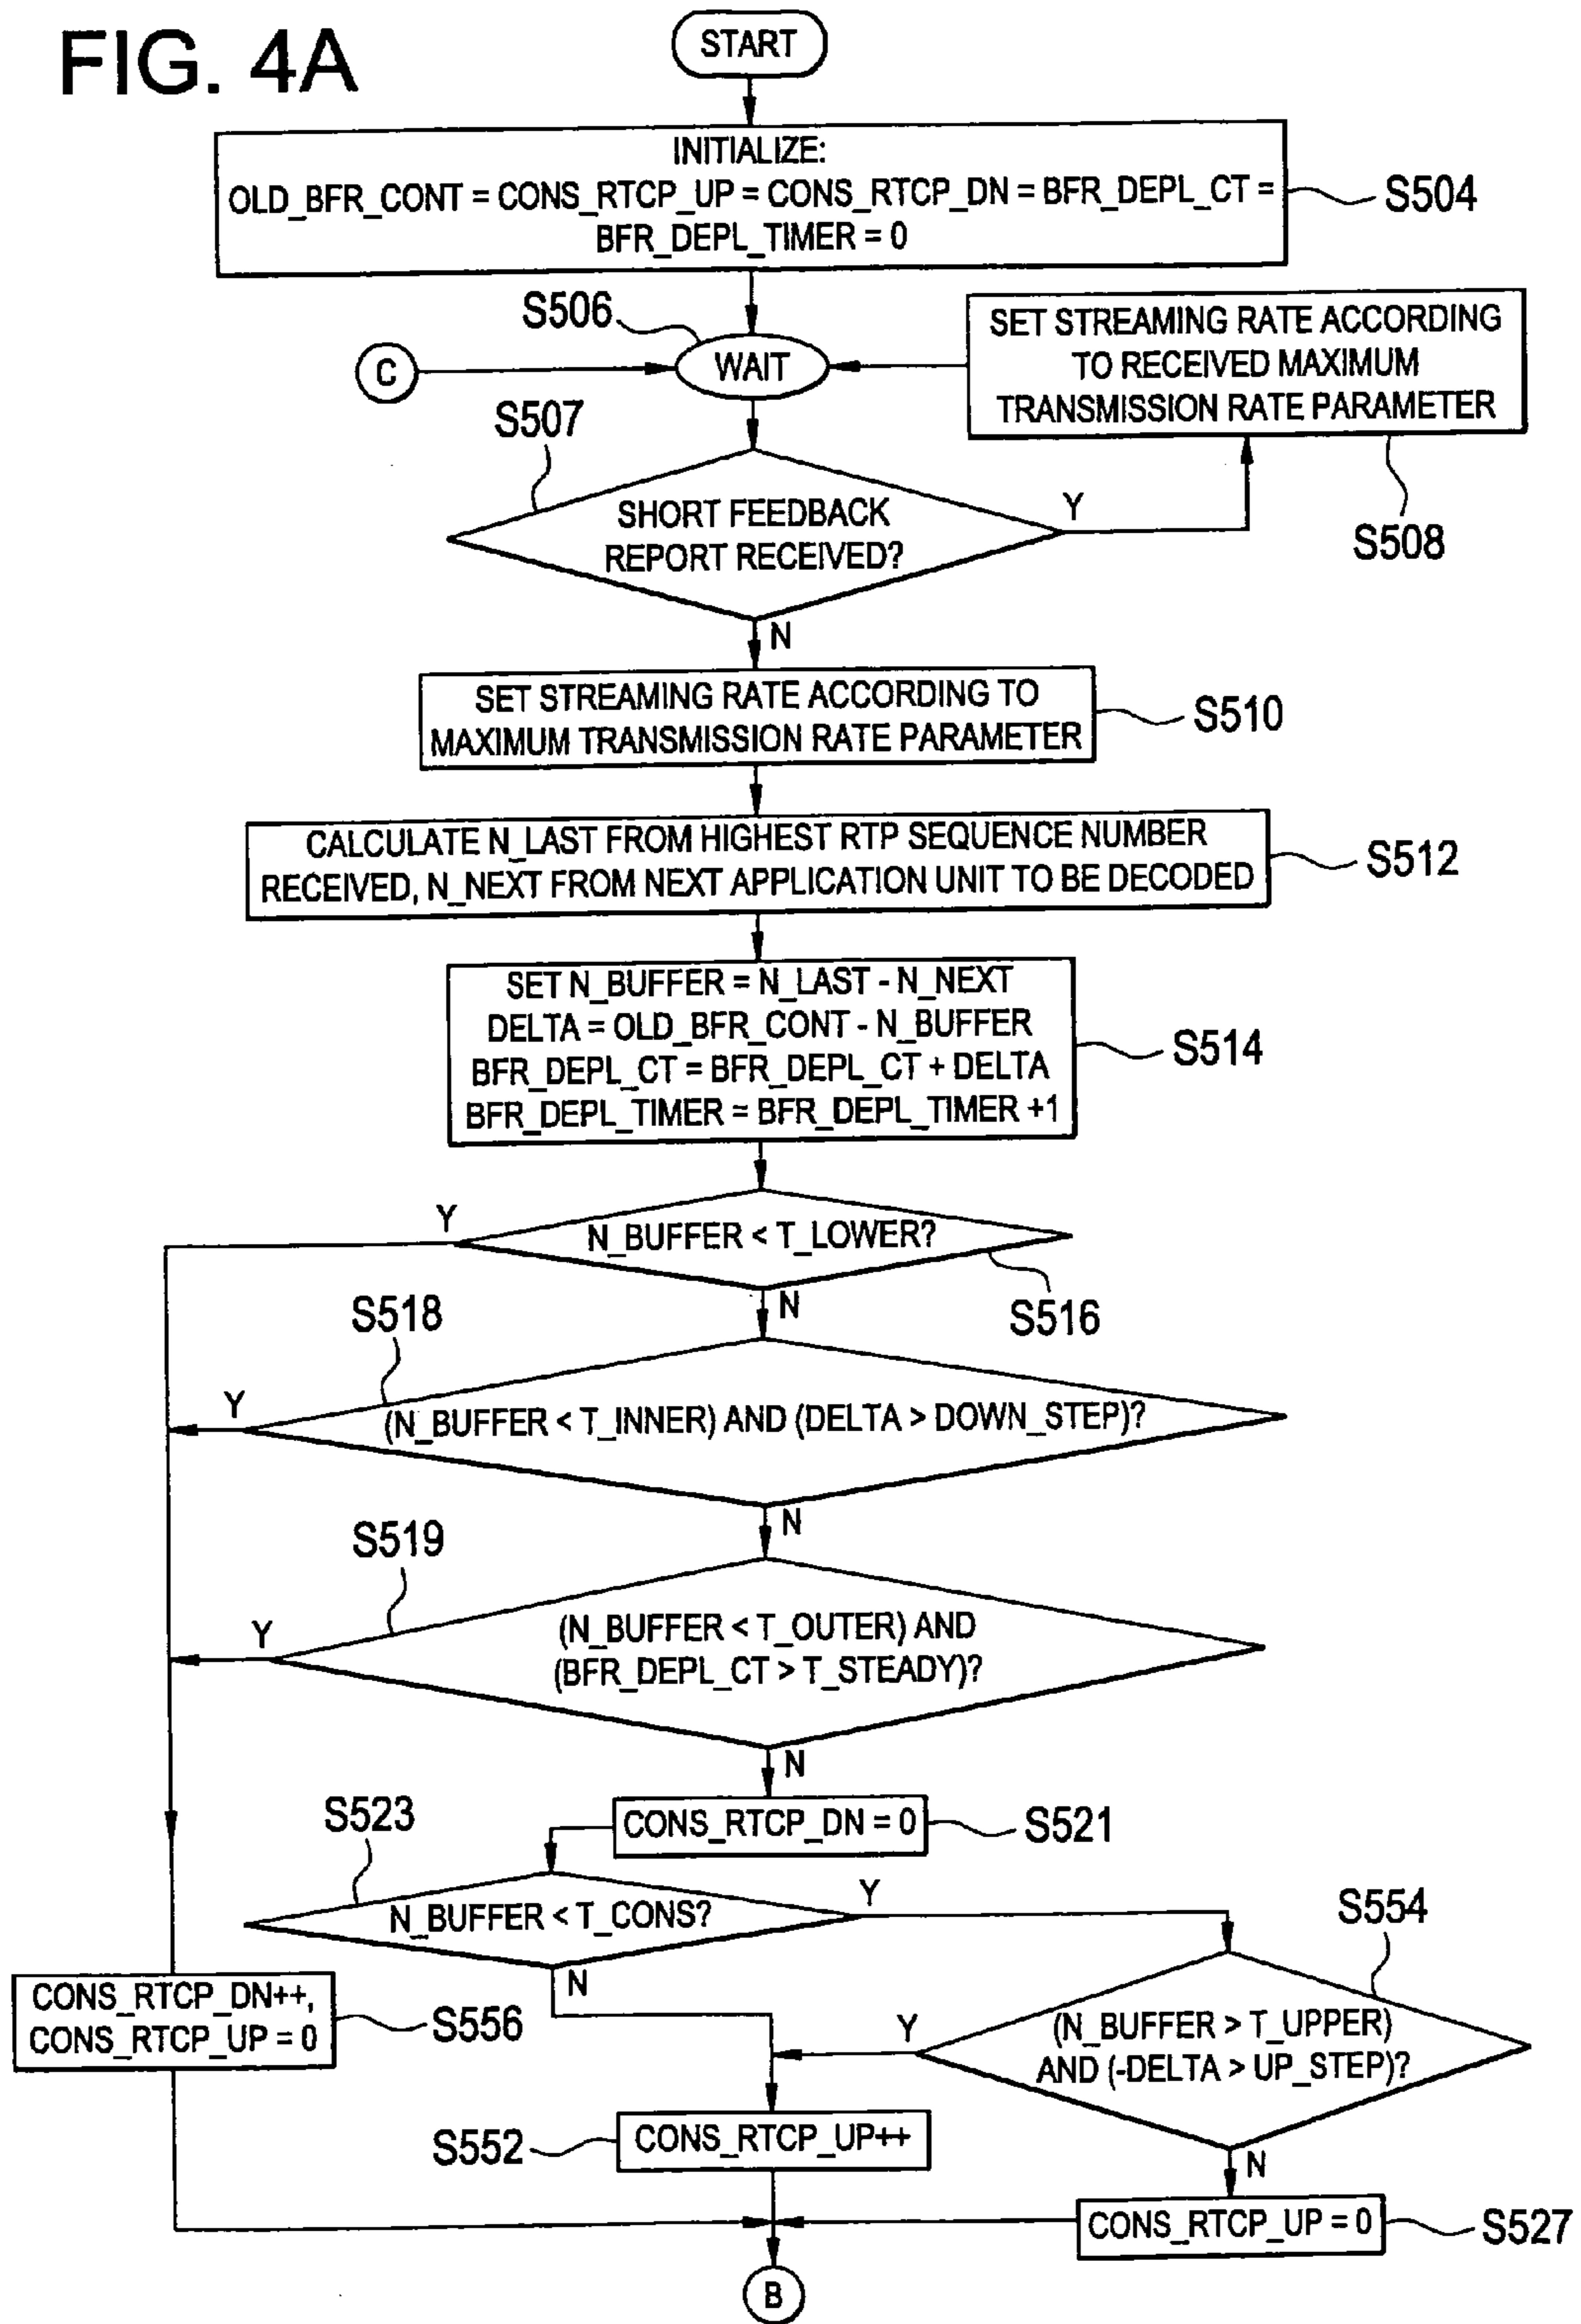 FIG. 4A
START
INITIALIZE:
OLD_BFR_CONT = CONS_RTCP_UP = CONS_RTCP_DN = BFR_DEPL_CT =
BFR_DEPL_TIMER = 0
S504
S506
WAIT
C
SET STREAMING RATE ACCORDING
TO RECEIVED MAXIMUM
TRANSMISSION RATE PARAMETER
S508
S507
SHORT FEEDBACK
REPORT RECEIVED?
Y
N
SET STREAMING RATE ACCORDING TO
MAXIMUM TRANSMISSION RATE PARAMETER
S510
CALCULATE N_LAST FROM HIGHEST RTP SEQUENCE NUMBER
RECEIVED, N_NEXT FROM NEXT APPLICATION UNIT TO BE DECODED
S512
SET N_BUFFER = N_LAST - N_NEXT
DELTA = OLD_BFR_CONT - N_BUFFER
BFR_DEPL_CT = BFR_DEPL_CT + DELTA
BFR_DEPL_TIMER = BFR_DEPL_TIMER +1
S514
Y
N_BUFFER < T_LOWER?
N
S516
S518
Y
(N_BUFFER < T_INNER) AND (DELTA > DOWN_STEP)?
N
S519
Y
(N_BUFFER < T_OUTER) AND
(BFR_DEPL_CT > T_STEADY)?
N
CONS_RTCP_DN = 0
S521
S523
N_BUFFER < T_CONS?
Y
N
S554
(N_BUFFER > T_UPPER)
AND (-DELTA > UP_STEP)?
Y
N
CONS_RTCP_DN++,
CONS_RTCP_UP = 0
S556
S552
CONS_RTCP_UP++
CONS_RTCP_UP = 0
S527
B